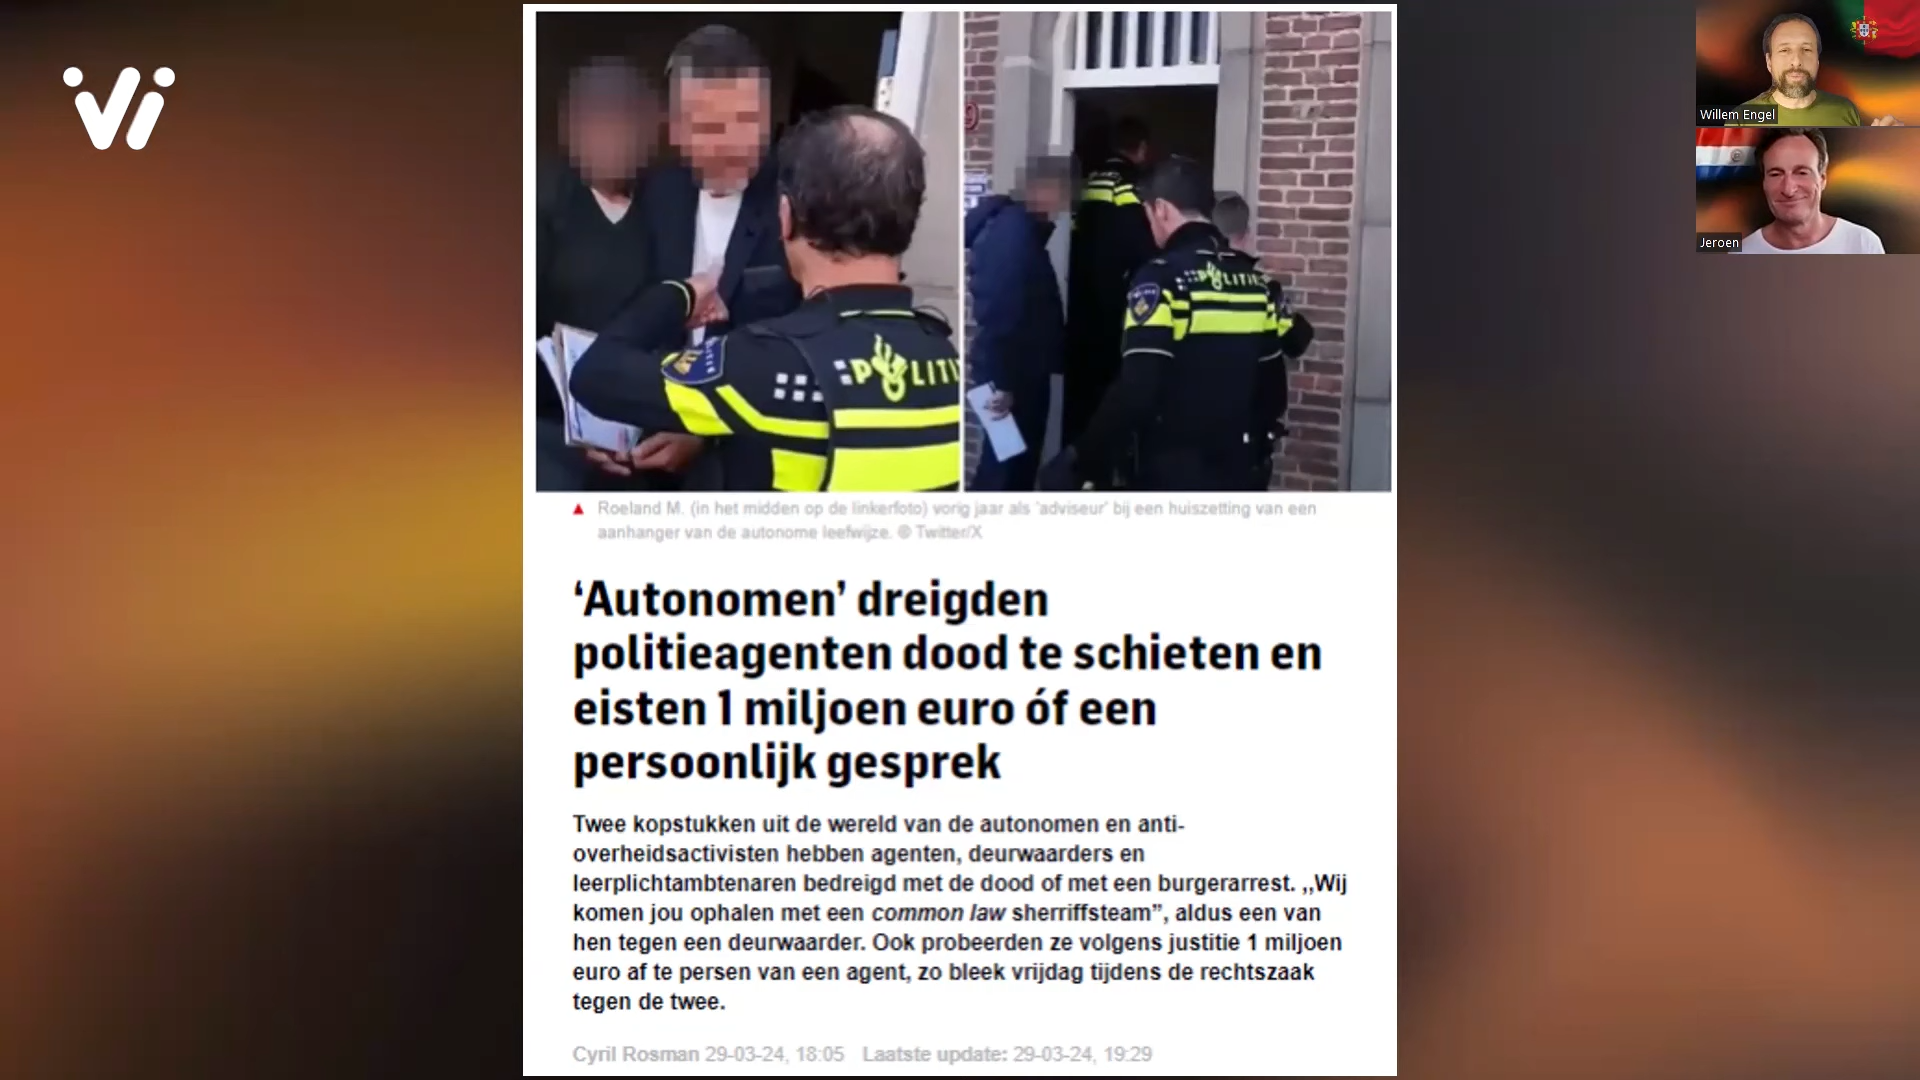 Vi
Willem Engel
Jeroen
POLITIE
POLITIE
Roeland M. (in het midden op de linkerfoto) vorig jaar als 'adviseur' bij een huiszetting van een
aanhanger van de autonome leefwijze. © Twitter/X
‘Autonomen’ dreigden
politieagenten dood te schieten en
eisten 1 miljoen euro óf een
persoonlijk gesprek
Twee kopstukken uit de wereld van de autonomen en anti-
overheidsactivisten hebben agenten, deurwaarders en
leerplichtambtenaren bedreigd met de dood of met een burgerarrest. ,,Wij
komen jou ophalen met een common law sherriffsteam”, aldus een van
hen tegen een deurwaarder. Ook probeerden ze volgens justitie 1 miljoen
euro af te persen van een agent, zo bleek vrijdag tijdens de rechtszaak
tegen de twee.
Cyril Rosman 29-03-24, 18:05 Laatste update: 29-03-24, 19:29